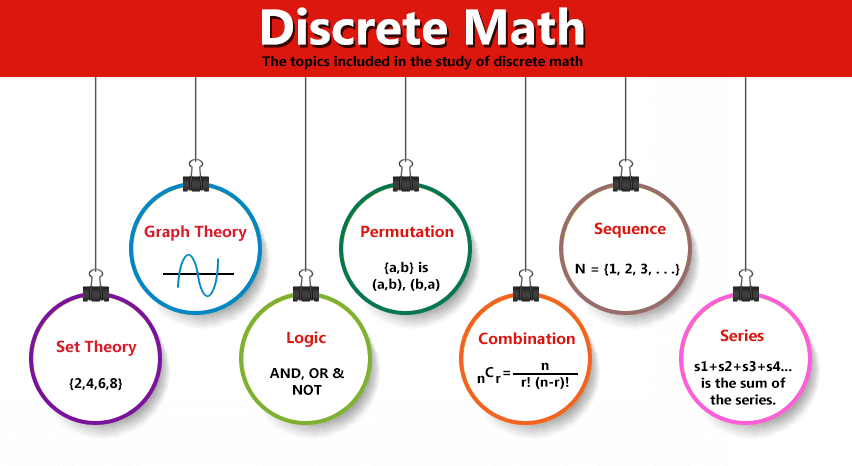 Discrete Math
The topics included in the study of discrete math
Graph Theory
Permutation
{a,b} is
(a,b), (b,a)
Sequence
N = {1, 2, 3, . . .}
Set Theory
{2,4,6,8}
Logic
AND, OR &
NOT
Combination
nCr = n
r! (n-r)!
Series
s1+s2+s3+s4...
is the sum of
the series.